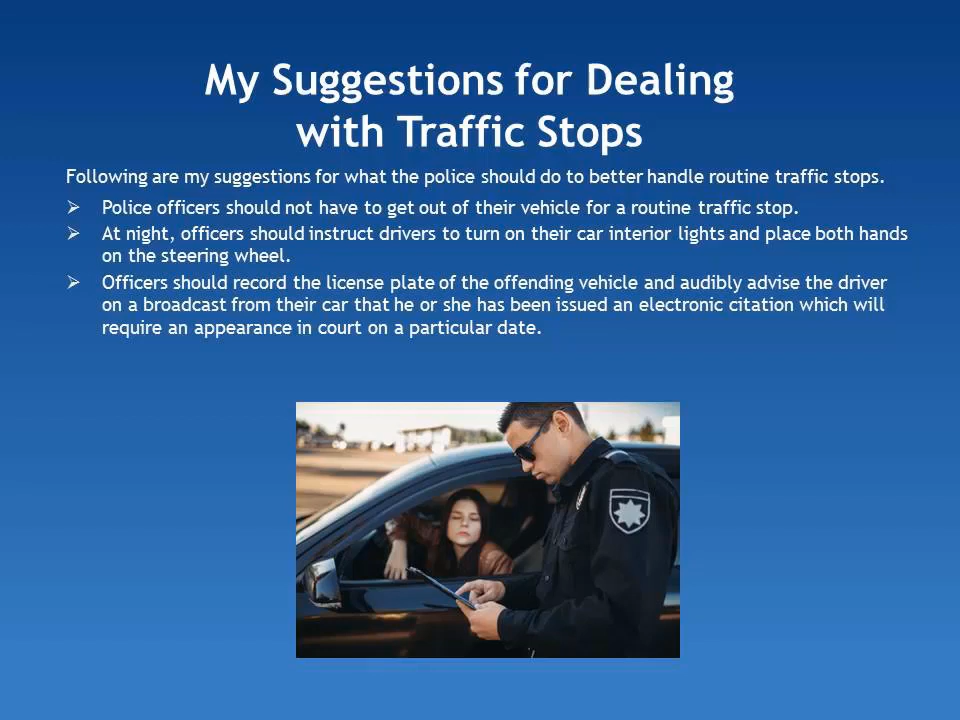 My Suggestions for Dealing
with Traffic Stops
Following are my suggestions for what the police should do to better handle routine traffic stops.
➢ Police officers should not have to get out of their vehicle for a routine traffic stop.
➢ At night, officers should instruct drivers to turn on their car interior lights and place both hands
on the steering wheel.
➢ Officers should record the license plate of the offending vehicle and audibly advise the driver
on a broadcast from their car that he or she has been issued an electronic citation which will
require an appearance in court on a particular date.